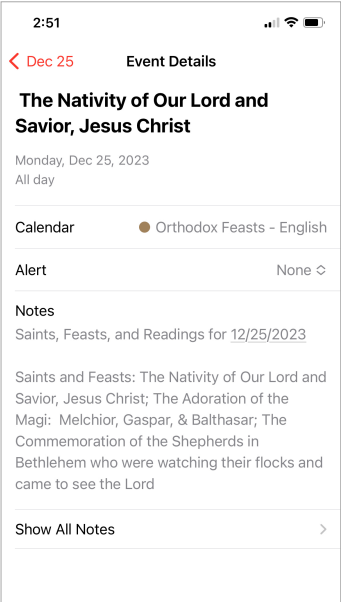 2:51
Dec 25
Event Details
The Nativity of Our Lord and
Savior, Jesus Christ
Monday, Dec 25, 2023
All day
Calendar
Orthodox Feasts - English
Alert
None
Notes
Saints, Feasts, and Readings for 12/25/2023
Saints and Feasts: The Nativity of Our Lord and
Savior, Jesus Christ; The Adoration of the
Magi:  Melchior, Gaspar, & Balthasar; The
Commemoration of the Shepherds in
Bethlehem who were watching their flocks and
came to see the Lord
Show All Notes